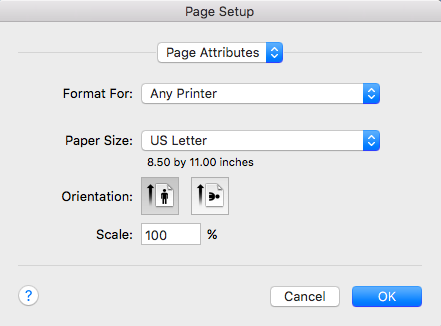 Page Setup
Page Attributes
Format For: Any Printer
Paper Size: US Letter
8.50 by 11.00 inches
Orientation:
Scale: 100 %
? Cancel OK